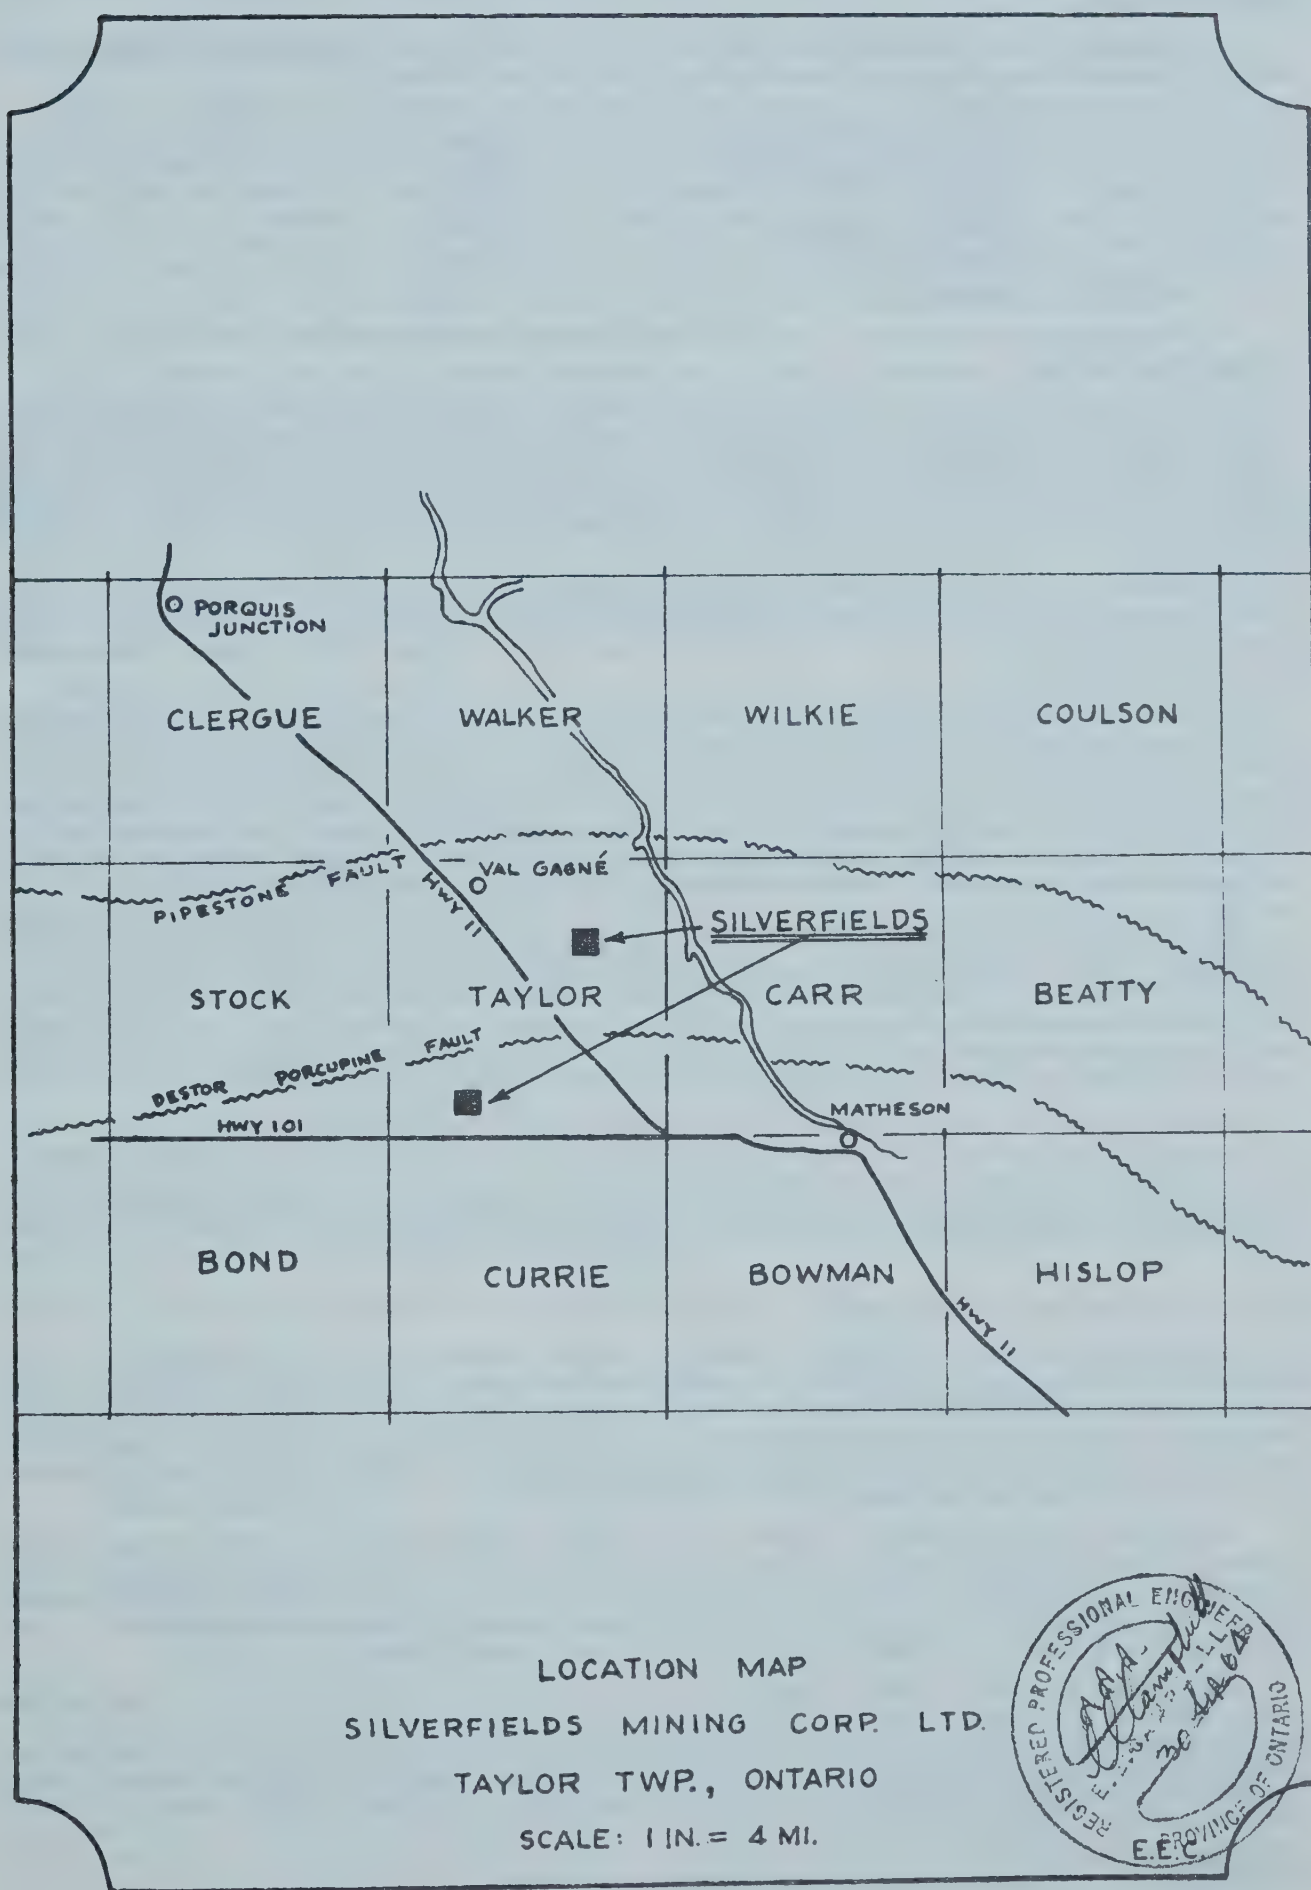 PORQUIS
JUNCTION
CLERGUE
WALKER
WILKIE
COULSON
PIPESTONE FAULT
HWY 11
VAL GAGNÉ
SILVERFIELDS
STOCK
TAYLOR
CARR
BEATTY
DESTOR PORCUPINE FAULT
HWY 101
MATHESON
BOND
CURRIE
BOWMAN
HISLOP
HWY 11
LOCATION MAP
SILVERFIELDS MINING CORP. LTD.
TAYLOR TWP., ONTARIO
SCALE: 1 IN. = 4 MI.
REGISTERED PROFESSIONAL ENGINEER
PROVINCE OF ONTARIO
E.E.C.